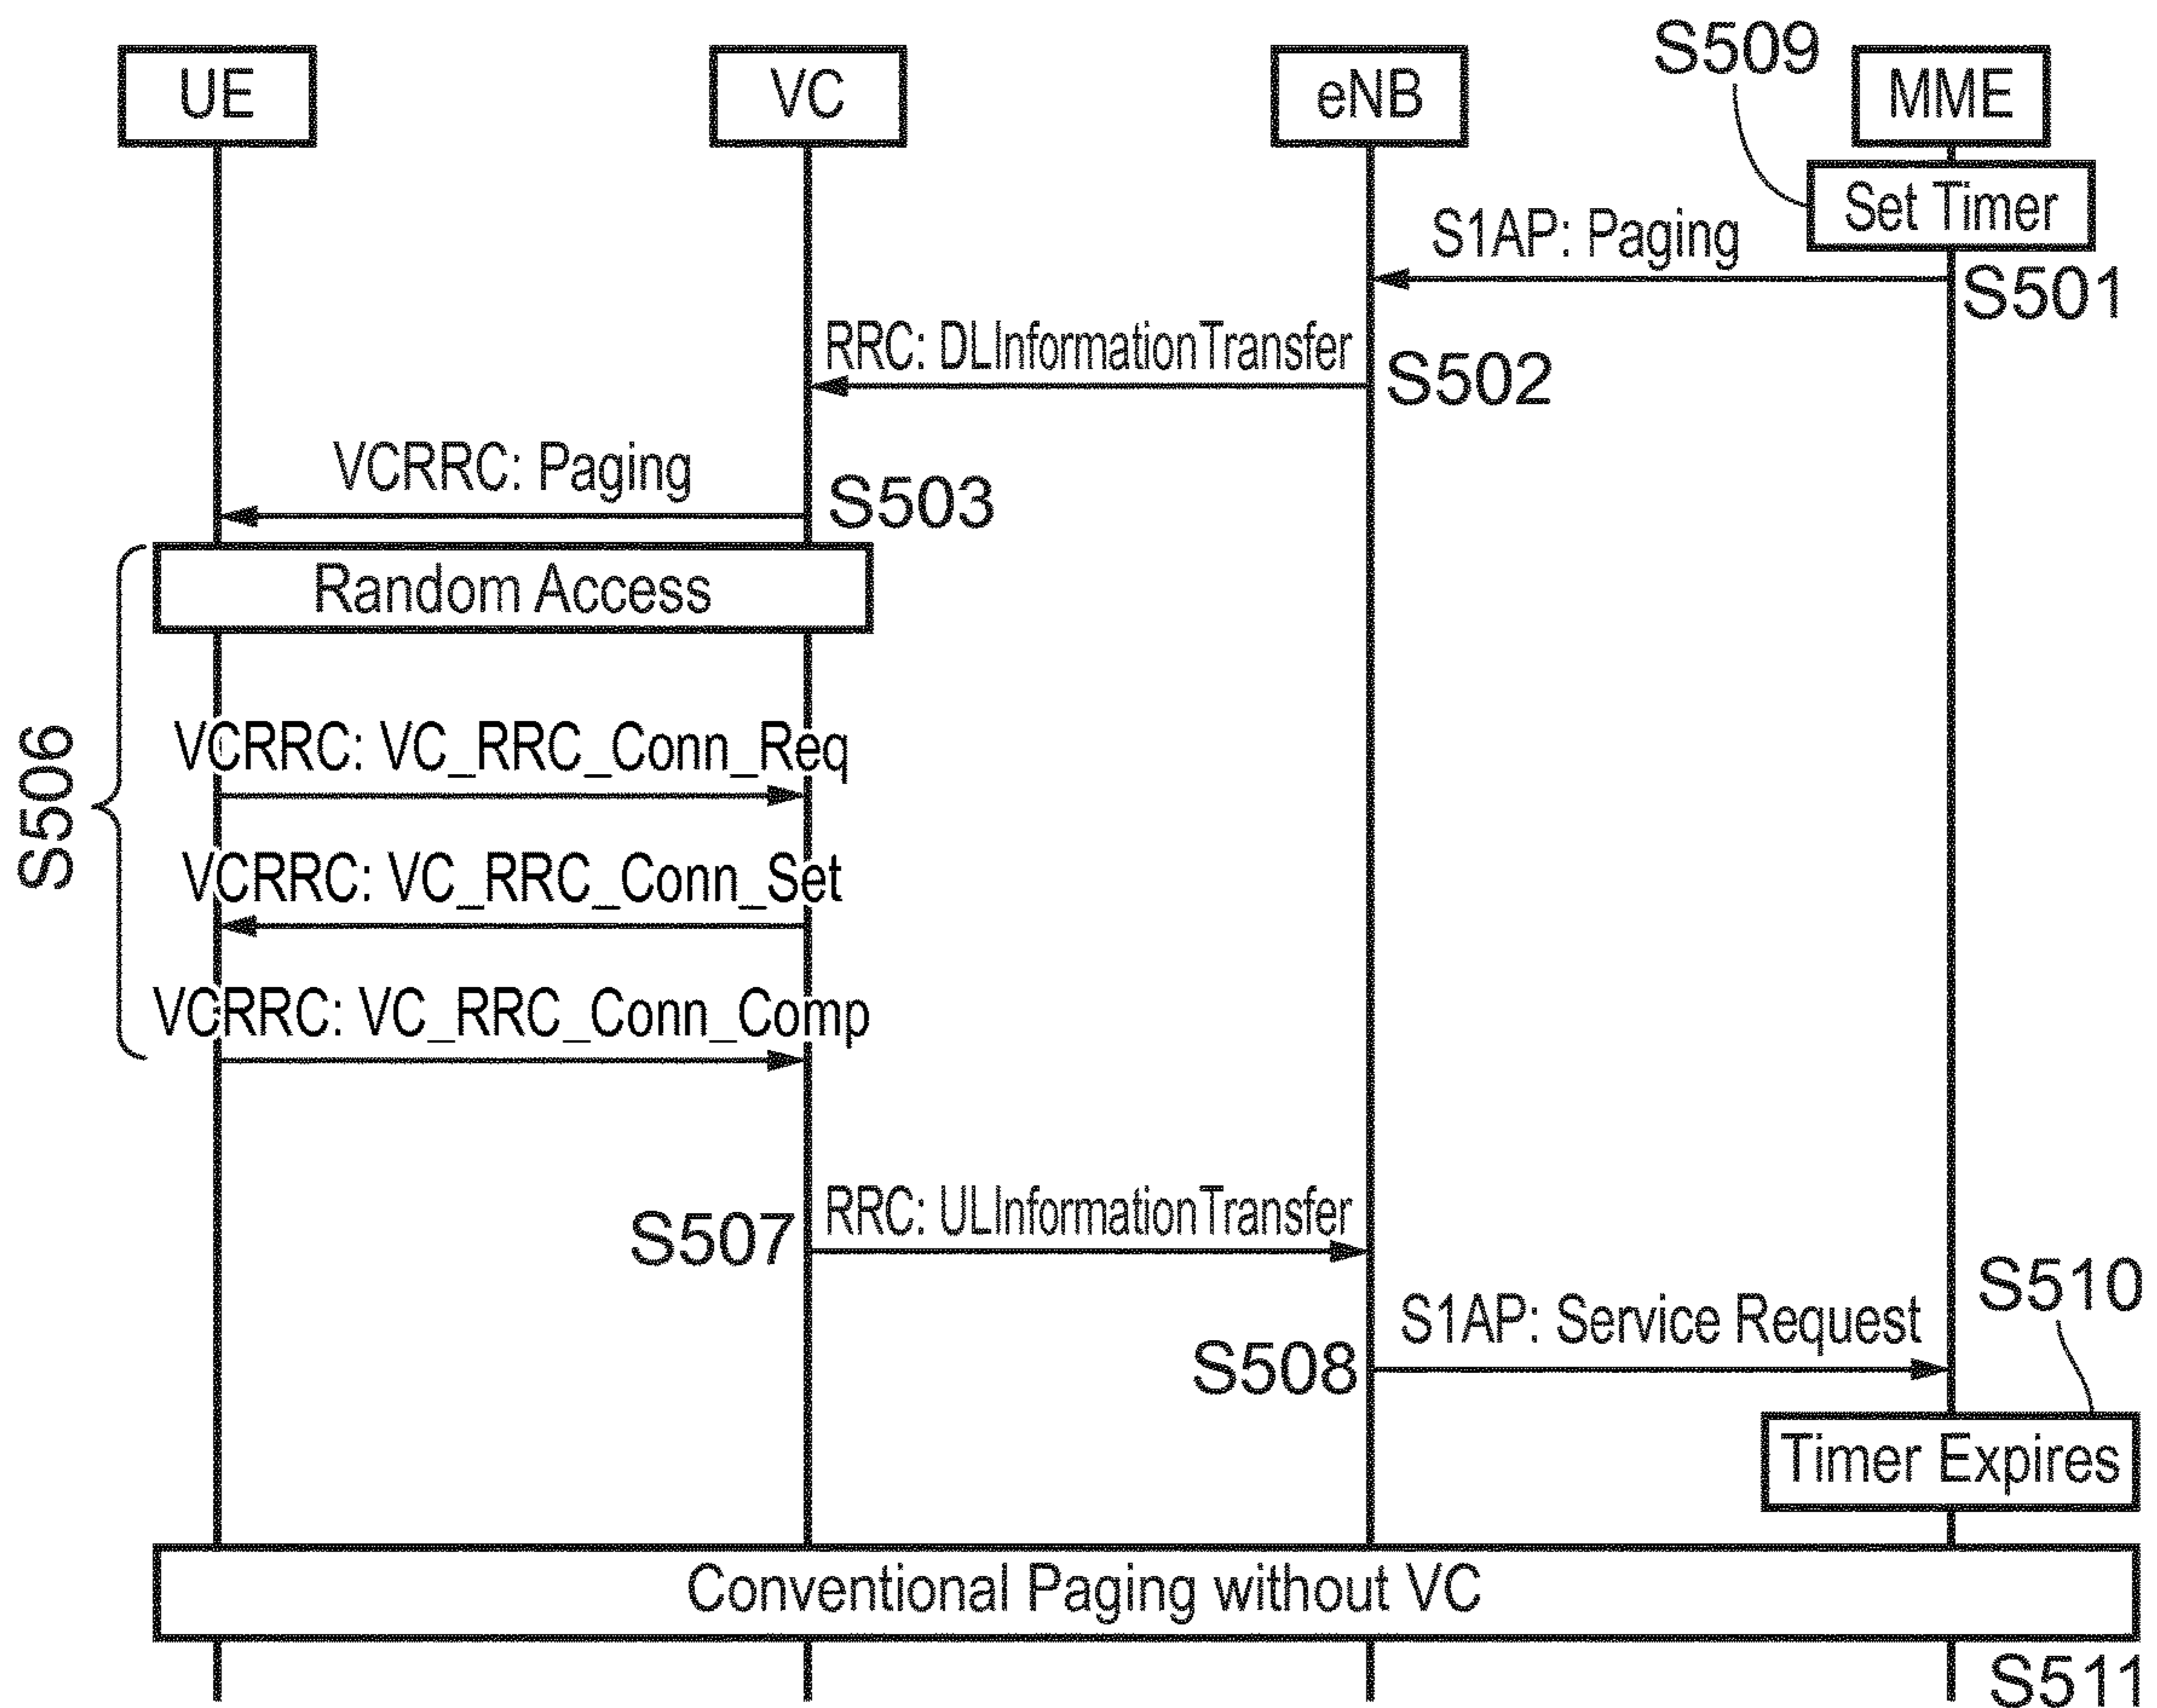 UE
VC
eNB
S509
MME
Set Timer
S1AP: Paging
S501
RRC: DLInformationTransfer
S502
VCRRC: Paging
S503
Random Access
S506
VCRRC: VC_RRC_Conn_Req
VCRRC: VC_RRC_Conn_Set
VCRRC: VC_RRC_Conn_Comp
S507
RRC: ULInformationTransfer
S510
S1AP: Service Request
S508
Timer Expires
Conventional Paging without VC
S511